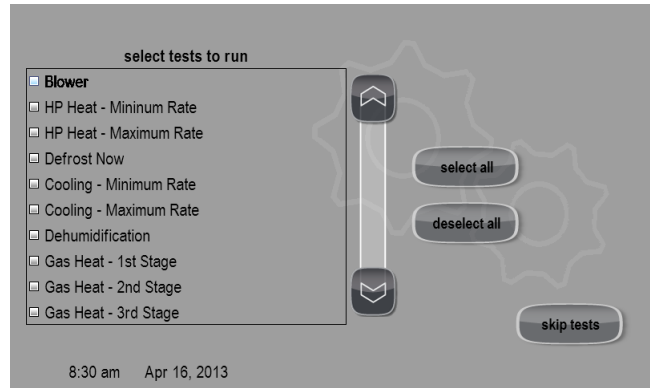 select tests to run
Blower
HP Heat - Mininum Rate
HP Heat - Maximum Rate
Defrost Now
Cooling - Minimum Rate
Cooling - Maximum Rate
Dehumidification
Gas Heat - 1st Stage
Gas Heat - 2nd Stage
Gas Heat - 3rd Stage
select all
deselect all
skip tests
8:30 am Apr 16, 2013